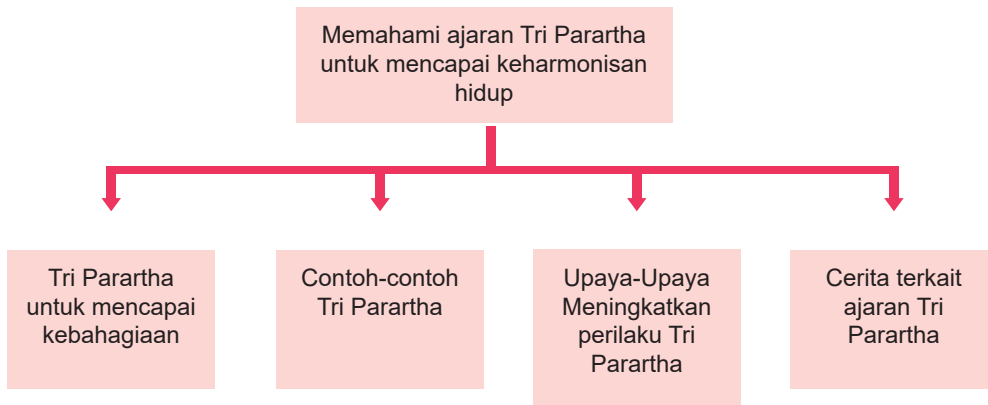 Memahami ajaran Tri Parartha
untuk mencapai keharmonisan
hidup
Tri Parartha
untuk mencapai
kebahagiaan
Contoh-contoh
Tri Parartha
Upaya-Upaya
Meningkatkan
perilaku Tri
Parartha
Cerita terkait
ajaran Tri
Parartha